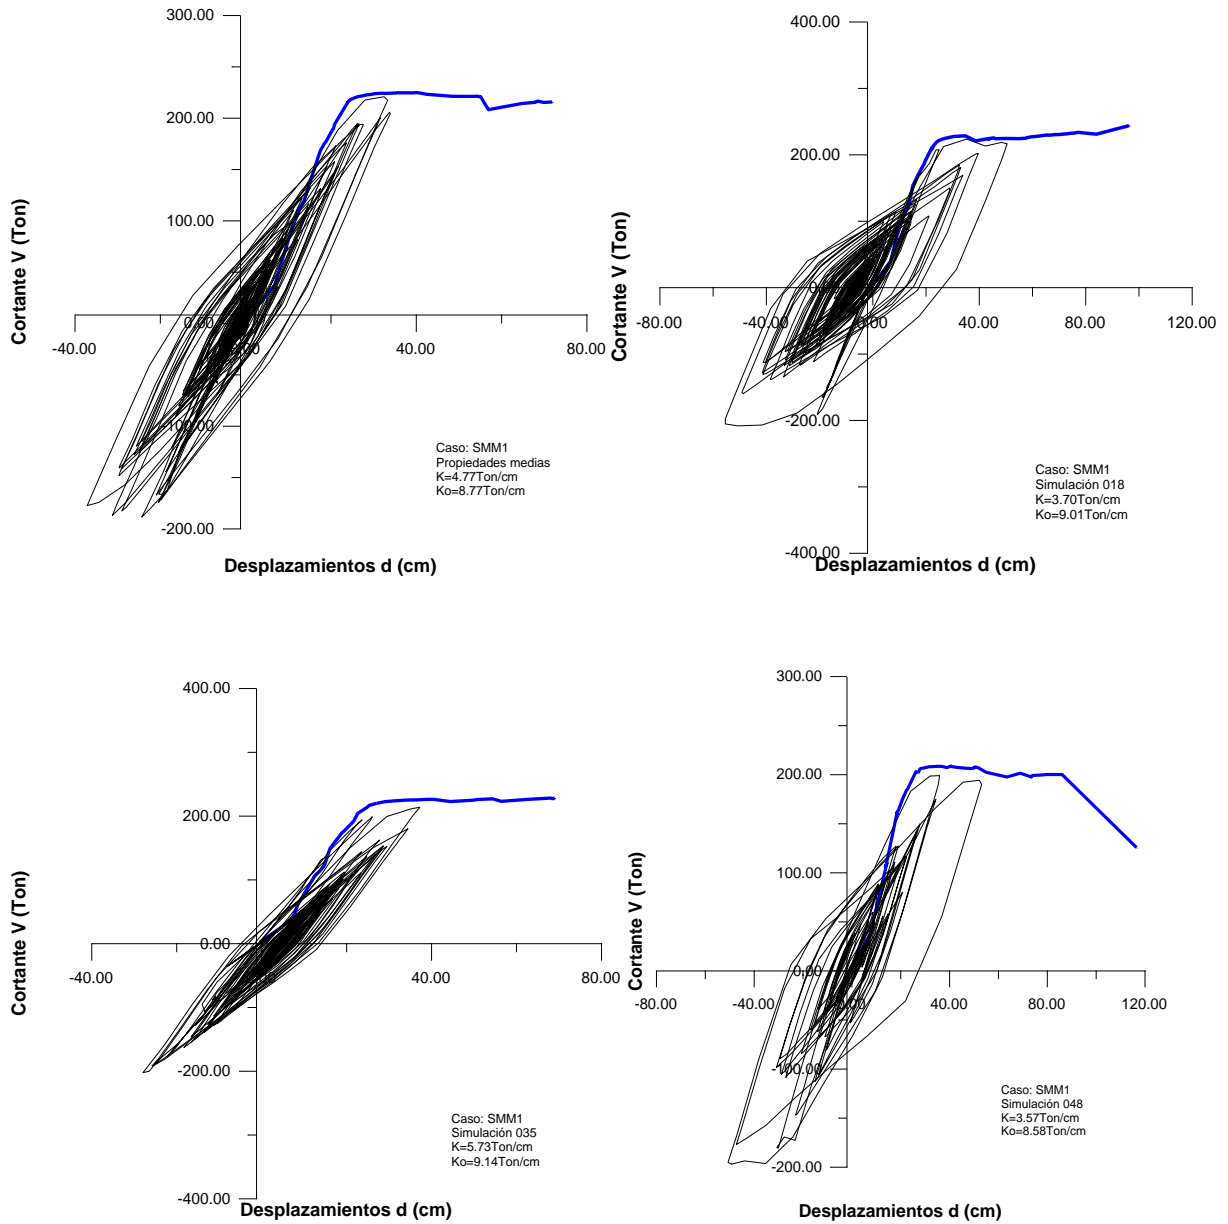 300.00
200.00
100.00
0.00
-100.00
-200.00
-40.00
40.00
80.00
Cortante V (Ton)
Caso: SMM1
Propiedades medias
K=4.77Ton/cm
Ko=8.77Ton/cm
Desplazamientos d (cm)
400.00
200.00
0.00
-200.00
-400.00
-80.00
-40.00
0.00
40.00
80.00
120.00
Cortante V (Ton)
Caso: SMM1
Simulación 018
K=3.70Ton/cm
Ko=9.01Ton/cm
Desplazamientos d (cm)
400.00
200.00
0.00
-200.00
-400.00
-40.00
40.00
80.00
Cortante V (Ton)
Caso: SMM1
Simulación 035
K=5.73Ton/cm
Ko=9.14Ton/cm
Desplazamientos d (cm)
300.00
200.00
100.00
0.00
-100.00
-200.00
-80.00
-40.00
40.00
80.00
120.00
Cortante V (Ton)
Caso: SMM1
Simulación 048
K=3.57Ton/cm
Ko=8.58Ton/cm
Desplazamientos d (cm)